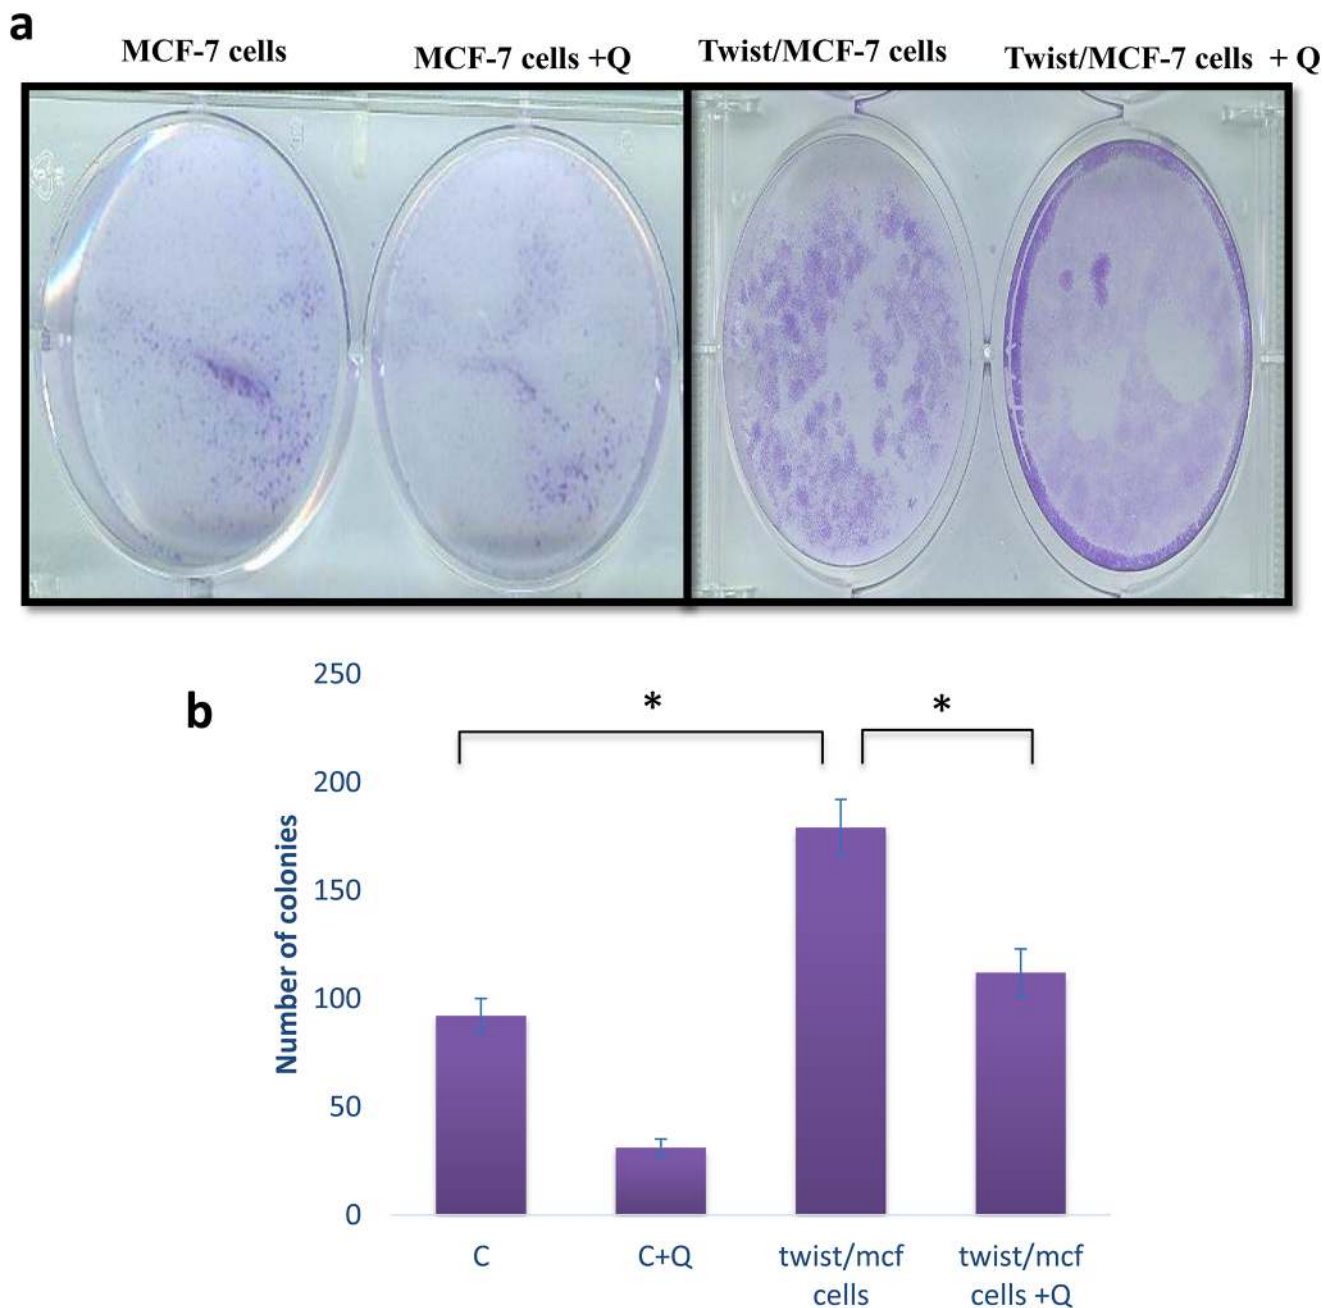 a
MCF-7 cells
MCF-7 cells +Q
Twist/MCF-7 cells
Twist/MCF-7 cells + Q
b
250
200
150
100
50
0
Number of colonies
*
*
C
C+Q
twist/mcf
cells
twist/mcf
cells +Q